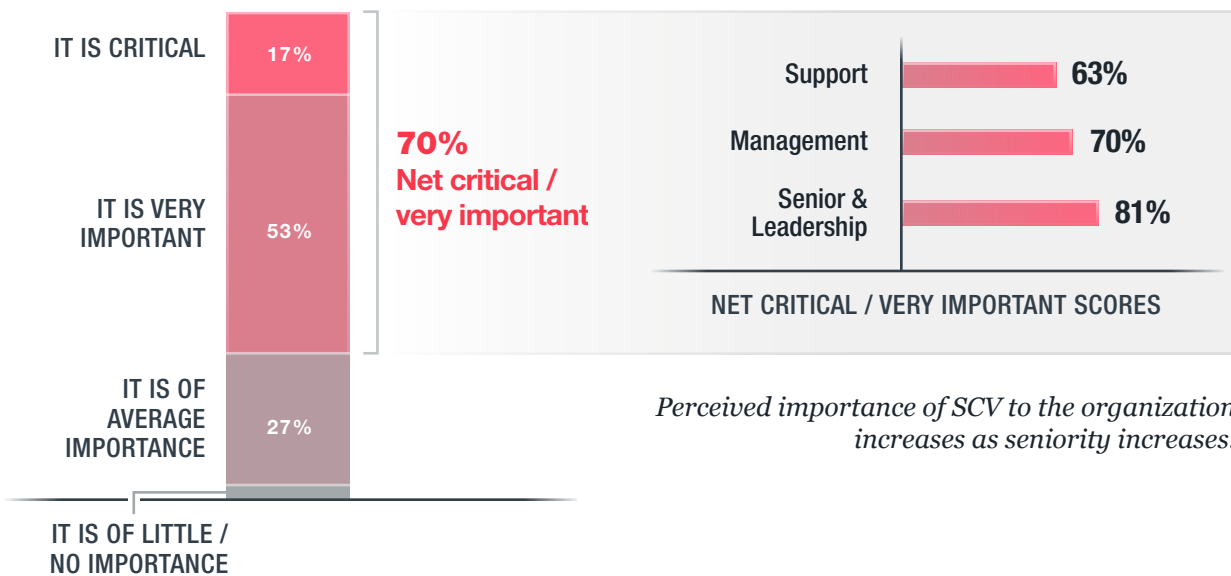 IT IS CRITICAL
17%
IT IS VERY
IMPORTANT
53%
70%
Net critical /
very important
IT IS OF
AVERAGE
IMPORTANCE
27%
IT IS OF LITTLE /
NO IMPORTANCE
Support
63%
Management
70%
Senior &
Leadership
81%
NET CRITICAL / VERY IMPORTANT SCORES
Perceived importance of SCV to the organization
increases as seniority increases.